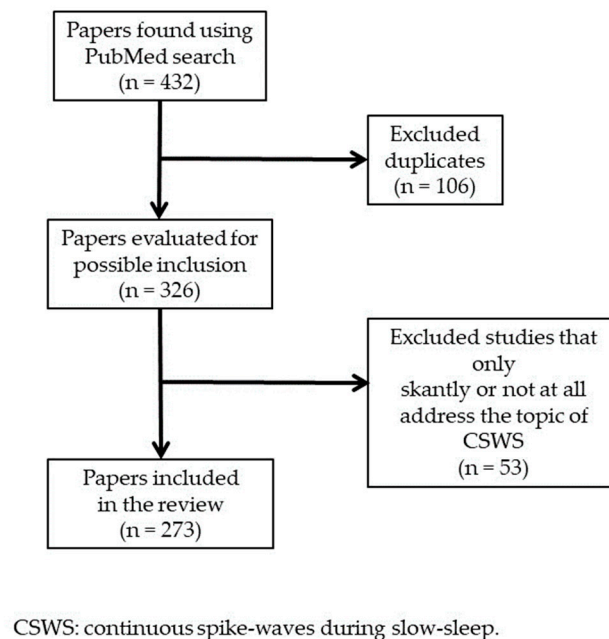 Papers found using
PubMed search
(n = 432)
Excluded
duplicates
(n = 106)
Papers evaluated for
possible inclusion
(n = 326)
Excluded studies that
only
skantly or not at all
address the topic of
CSWS
(n = 53)
Papers included
in the review
(n = 273)
CSWS: continuous spike-waves during slow-sleep.